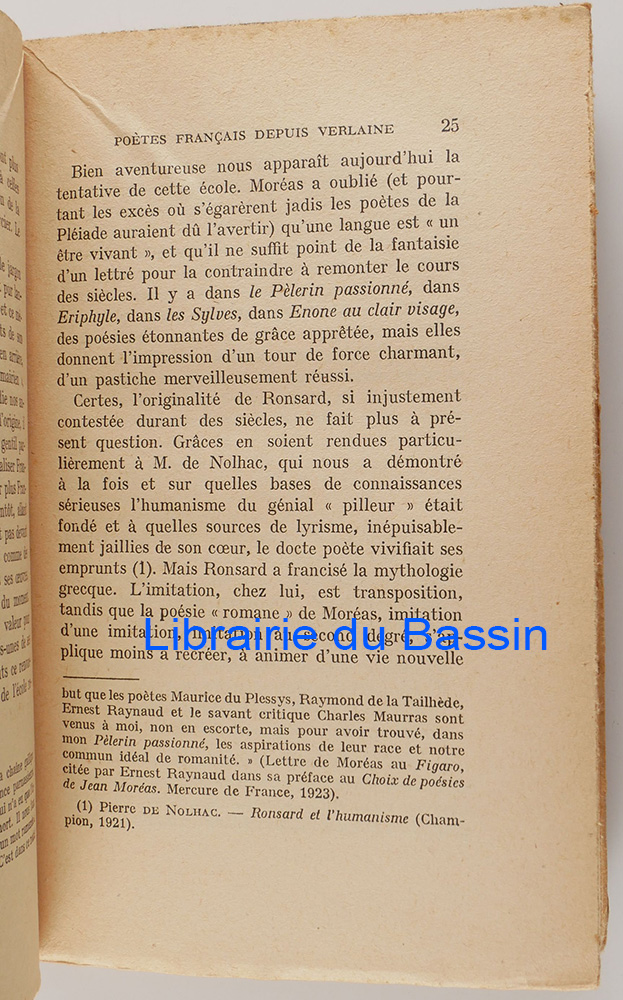 POÈTES FRANÇAIS DEPUIS VERLAINE 25
Bien aventureuse nous apparaît aujourd'hui la
tentative de cette école. Moréas a oublié (et pour-
tant les excès où s'égarèrent jadis les poètes de la
Pléiade auraient dû l'avertir) qu'une langue est « un
être vivant », et qu'il ne suffit point de la fantaisie
d'un lettré pour la contraindre à remonter le cours
des siècles. Il y a dans le Pèlerin passionné, dans
Eriphyle, dans les Sylves, dans Enone au clair visage,
des poésies étonnantes de grâce apprêtée, mais elles
donnent l'impression d'un tour de force charmant,
d'un pastiche merveilleusement réussi.
Certes, l'originalité de Ronsard, si injustement
contestée durant des siècles, ne fait plus à pré-
sent question. Grâces en soient rendues particu-
lièrement à M. de Nolhac, qui nous a démontré
à la fois et sur quelles bases de connaissances
sérieuses l'humanisme du génial « pilleur » était
fondé et à quelles sources de lyrisme, inépuisable-
ment jaillies de son cœur, le docte poète vivifiait ses
emprunts (1). Mais Ronsard a francisé la mythologie
grecque. L'imitation, chez lui, est transposition,
tandis que la poésie « romane » de Moréas, imitation
d'une imitation, imitation au second degré, s'ap-
plique moins à recréer, à animer d'une vie nouvelle
Librairie du Bassin
but que les poètes Maurice du Plessys, Raymond de la Tailhède,
Ernest Raynaud et le savant critique Charles Maurras sont
venus à moi, non en escorte, mais pour avoir trouvé, dans
mon Pèlerin passionné, les aspirations de leur race et notre
commun idéal de romanité. » (Lettre de Moréas au Figaro,
citée par Ernest Raynaud dans sa préface au Choix de poésies
de Jean Moréas. Mercure de France, 1923).
(1) Pierre DE NOLHAC. — Ronsard et l'humanisme (Cham-
pion, 1921).